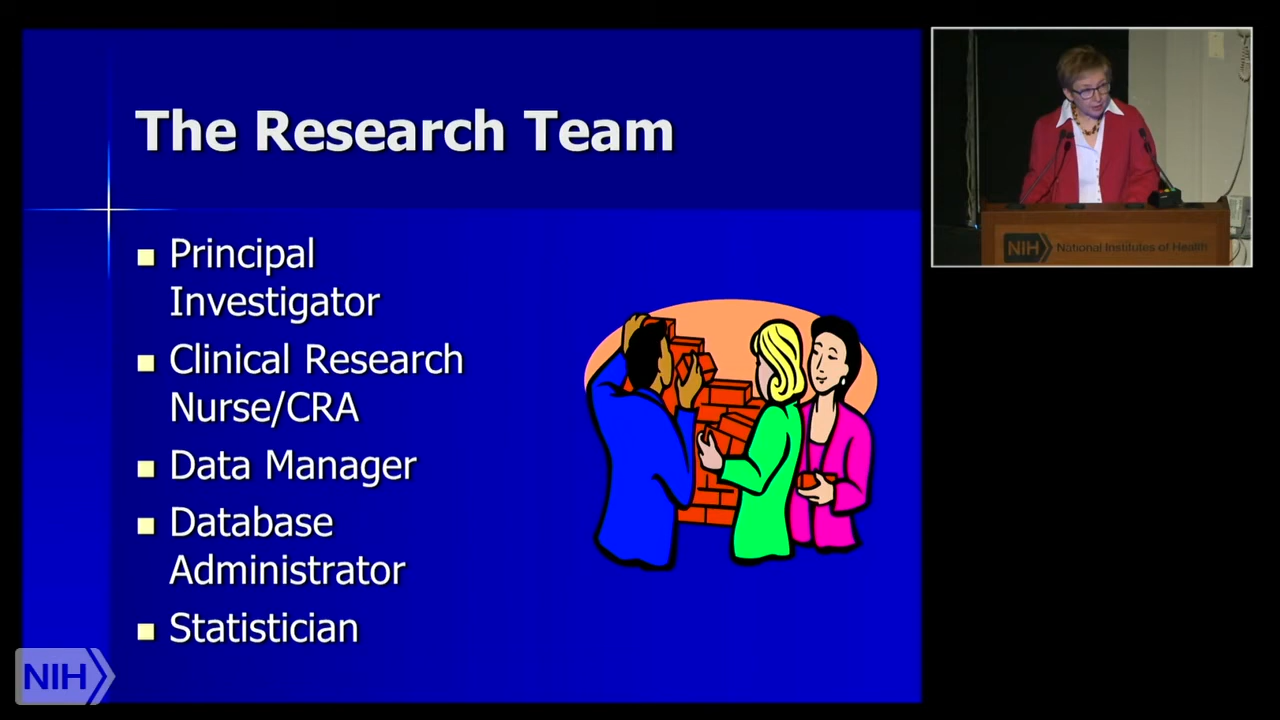 The Research Team
Principal
Investigator
Clinical Research
Nurse/CRA
Data Manager
Database
Administrator
Statistician
NIH
NIH National Institutes of Health